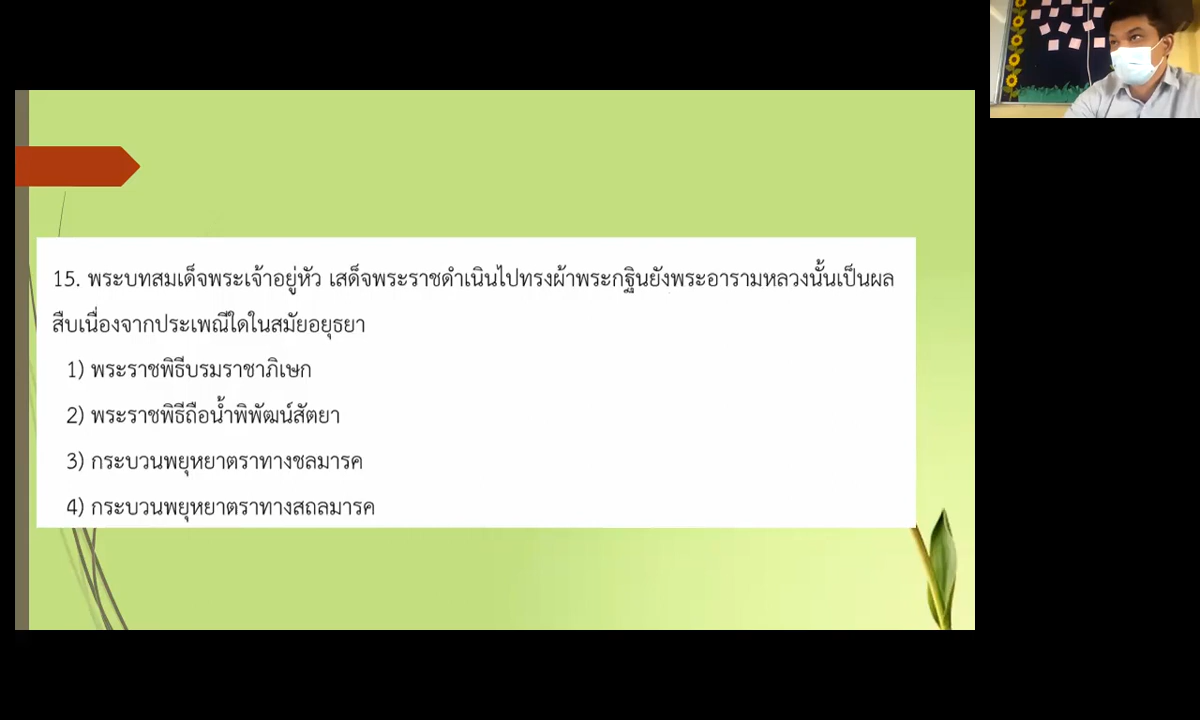 15. พระบทสมเด็จพระเจ้าอยู่หัว เสด็จพระราชดำเนินไปทรงผ้าพระกฐินยังพระอารามหลวงนั้นเป็นผล
สืบเนื่องจากประเพณีใดในสมัยอยุธยา
1) พระราชพิธีบรมราชาภิเษก
2) พระราชพิธีถือน้ำพิพัฒน์สัตยา
3) กระบวนพยุหยาตราทางชลมารค
4) กระบวนพยุหยาตราทางสถลมารค